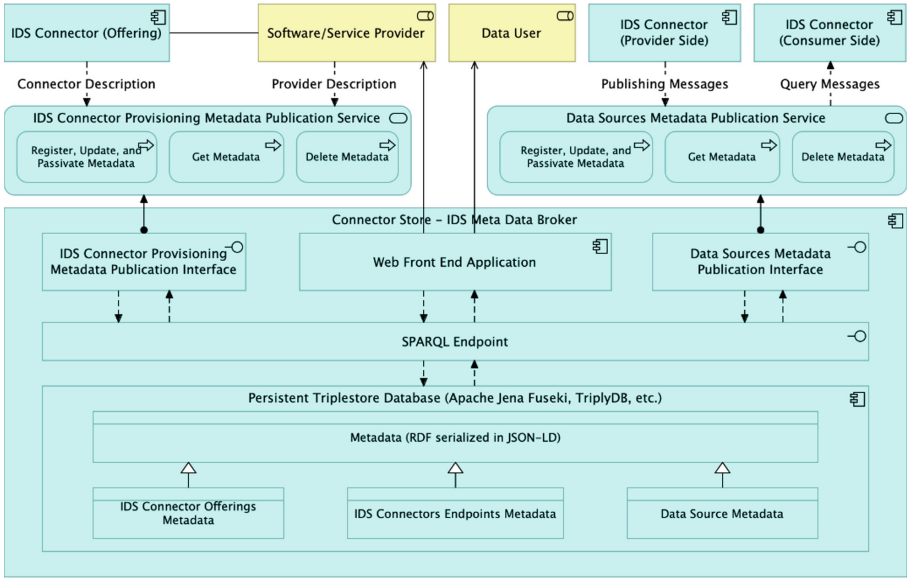 IDS Connector (Offering)
Software/Service Provider
Data User
IDS Connector
(Provider Side)
IDS Connector
(Consumer Side)
Connector Description
Provider Description
Publishing Messages
Query Messages
IDS Connector Provisioning Metadata Publication Service
Register, Update, and
Passivate Metadata
Get Metadata
Delete Metadata
Data Sources Metadata Publication Service
Register, Update, and
Passivate Metadata
Get Metadata
Delete Metadata
Connector Store – IDS Meta Data Broker
IDS Connector Provisioning
Metadata Publication Interface
Web Front End Application
Data Sources Metadata
Publication Interface
SPARQL Endpoint
Persistent Triplestore Database (Apache Jena Fuseki, TriplyDB, etc.)
Metadata (RDF serialized in JSON-LD)
IDS Connector Offerings
Metadata
IDS Connectors Endpoints Metadata
Data Source Metadata